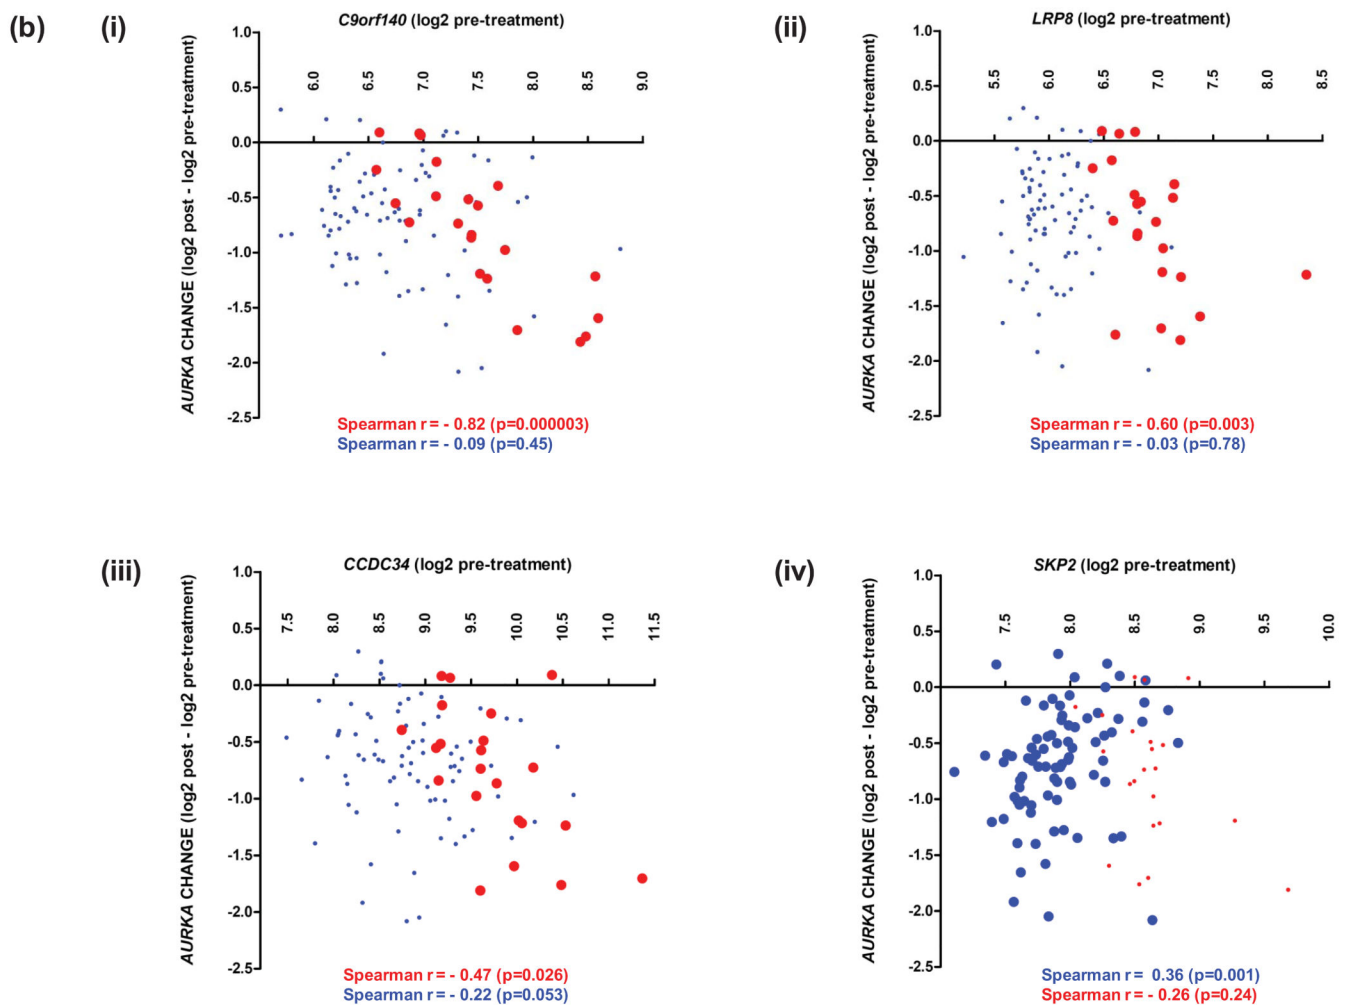 (b)
(i)
C9orf140 (log2 pre-treatment)
AURKA CHANGE (log2 post - log2 pre-treatment)
1.0
0.5
0.0
-0.5
-1.0
-1.5
-2.0
-2.5
6.0
6.5
7.0
7.5
8.0
8.5
9.0
Spearman r = - 0.82 (p=0.000003)
Spearman r = - 0.09 (p=0.45)
(ii)
LRP8 (log2 pre-treatment)
AURKA CHANGE (log2 post - log2 pre-treatment)
1.0
0.5
0.0
-0.5
-1.0
-1.5
-2.0
-2.5
5.5
6.0
6.5
7.0
7.5
8.0
8.5
Spearman r = - 0.60 (p=0.003)
Spearman r = - 0.03 (p=0.78)
(iii)
CCDC34 (log2 pre-treatment)
AURKA CHANGE (log2 post - log2 pre-treatment)
1.0
0.5
0.0
-0.5
-1.0
-1.5
-2.0
-2.5
7.5
8.0
8.5
9.0
9.5
10.0
10.5
11.0
11.5
Spearman r = - 0.47 (p=0.026)
Spearman r = - 0.22 (p=0.053)
(iv)
SKP2 (log2 pre-treatment)
AURKA CHANGE (log2 post - log2 pre-treatment)
1.0
0.5
0.0
-0.5
-1.0
-1.5
-2.0
-2.5
7.5
8.0
8.5
9.0
9.5
10.0
Spearman r = 0.36 (p=0.001)
Spearman r = - 0.26 (p=0.24)